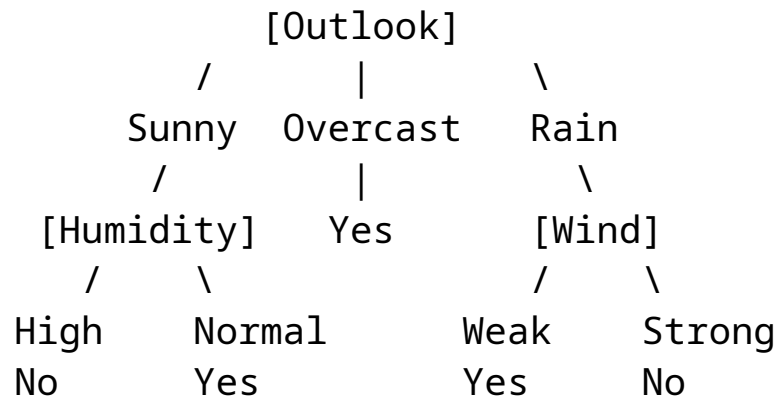 [Outlook]
/ | \
Sunny Overcast Rain
/ | \
[Humidity] Yes [Wind]
/ \ / \
High Normal Weak Strong
No Yes Yes No